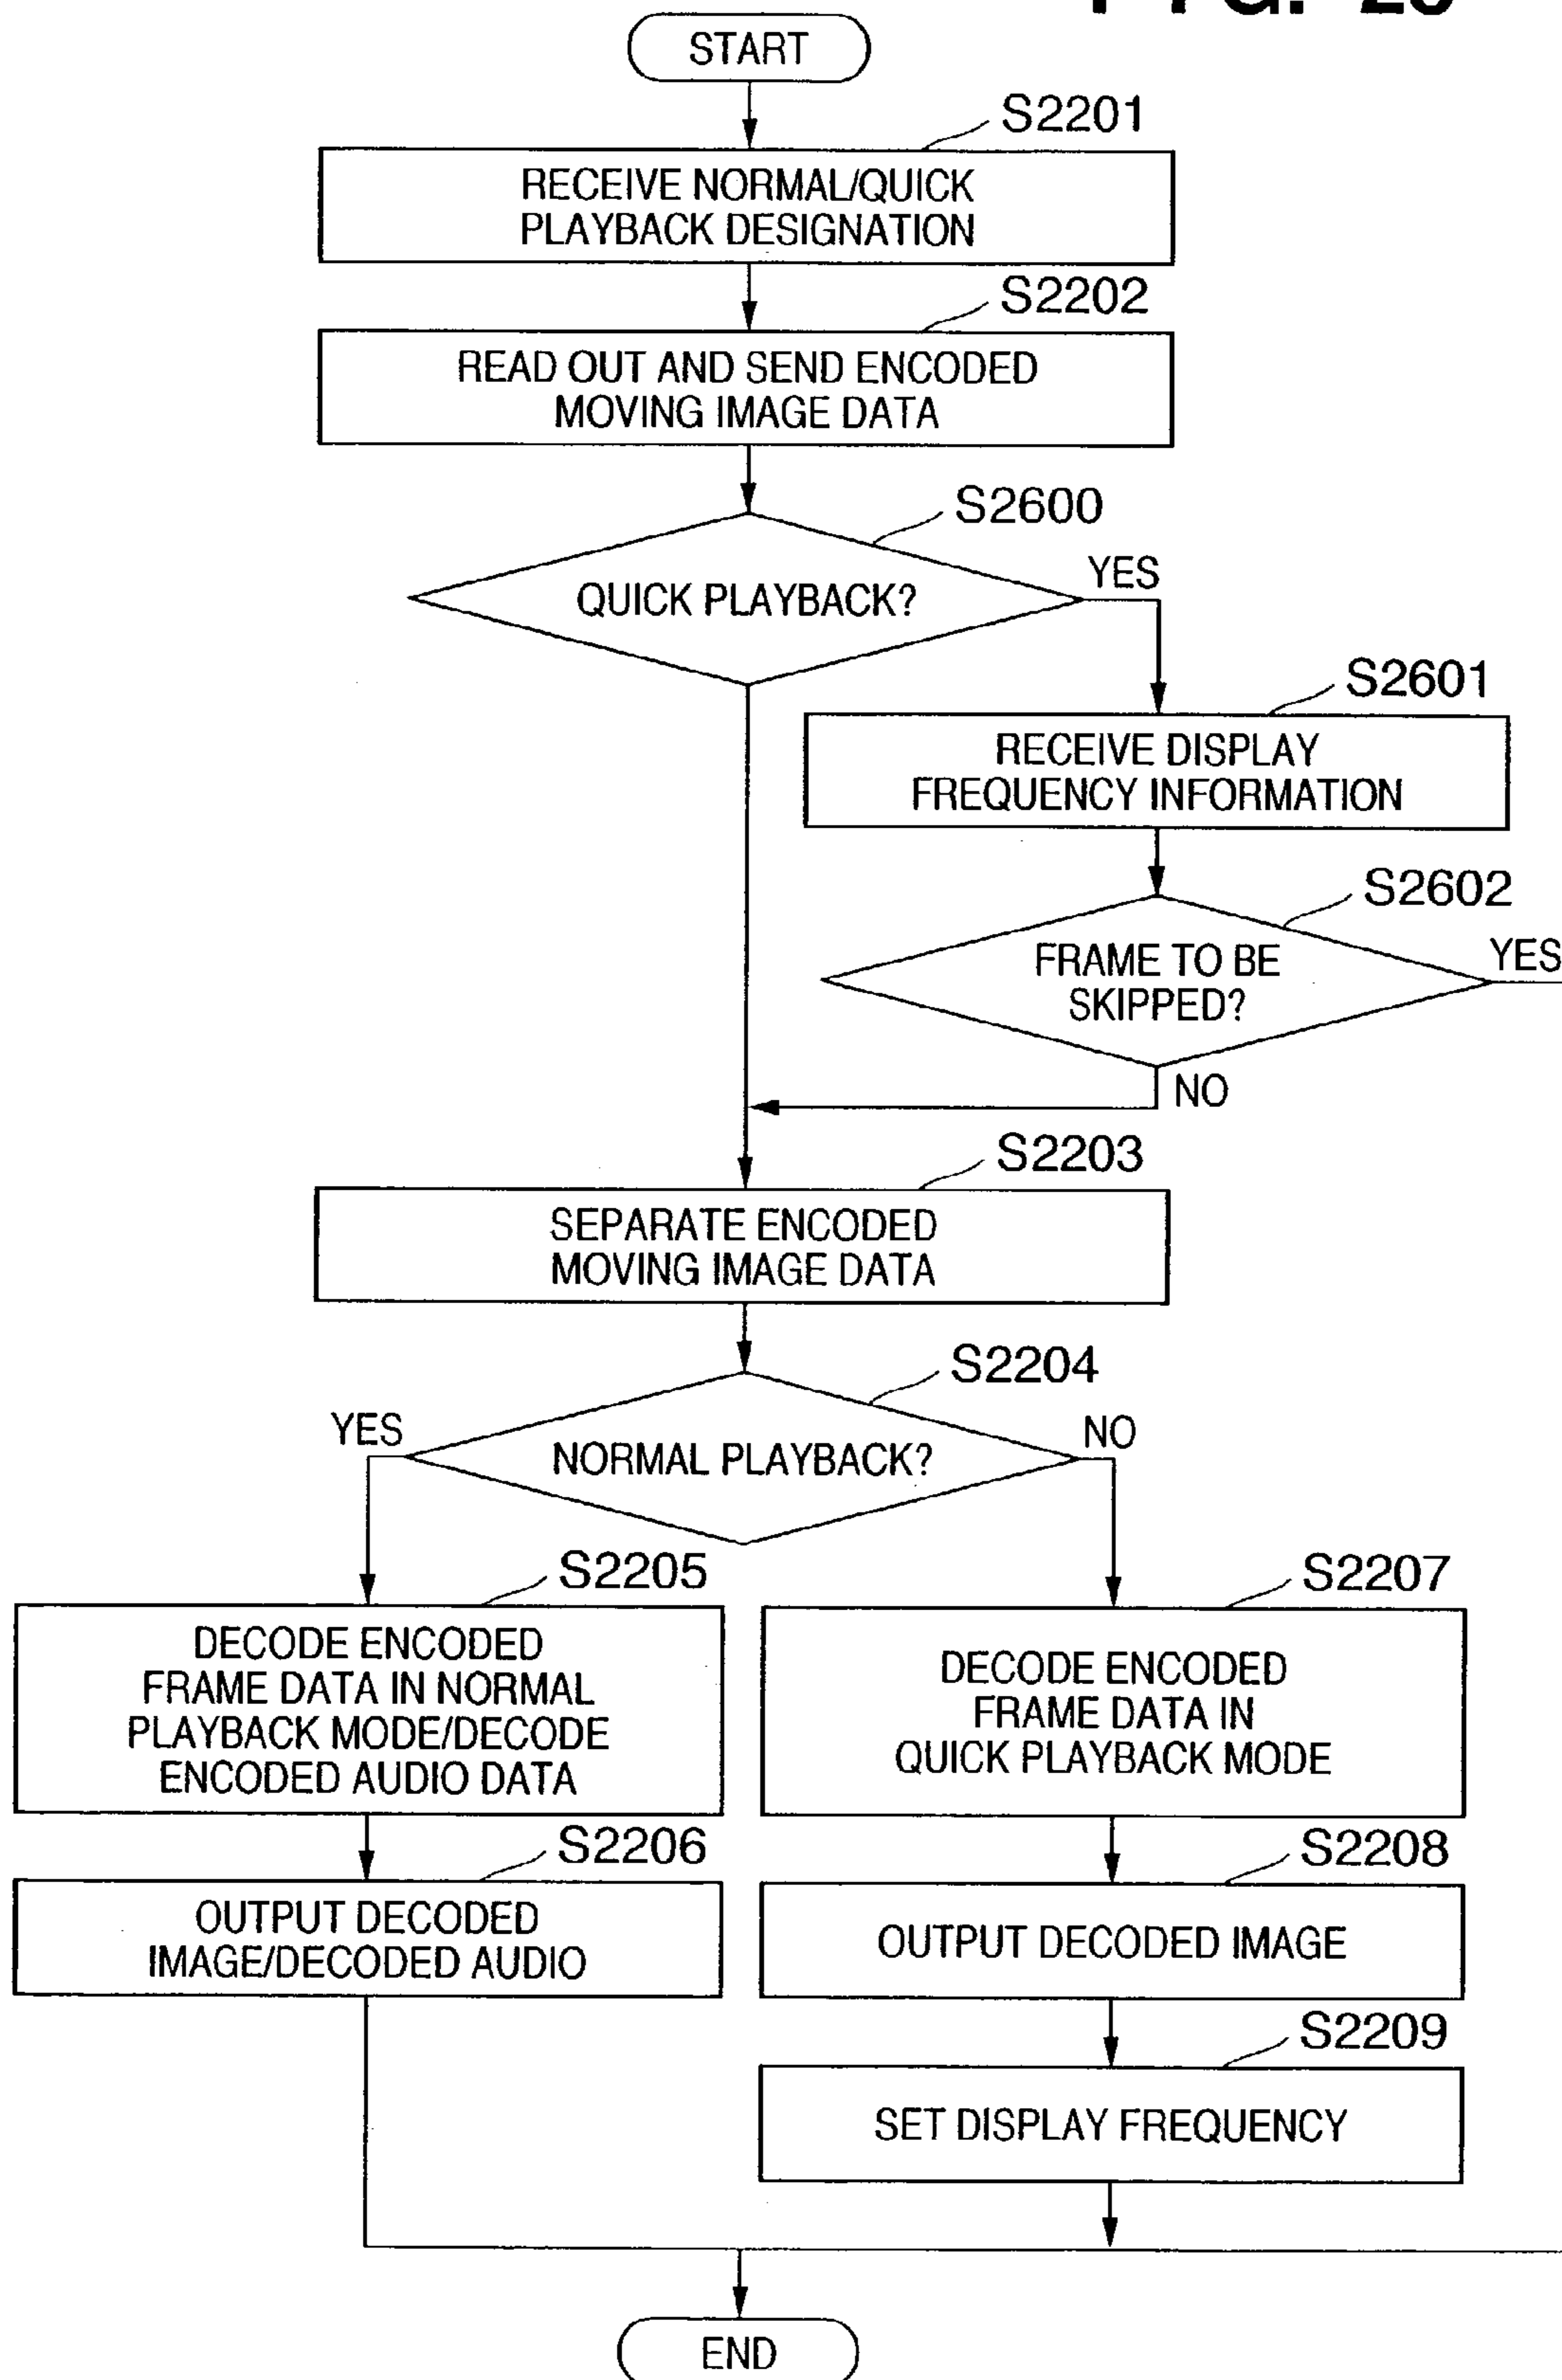 START
S2201
RECEIVE NORMAL/QUICK
PLAYBACK DESIGNATION
S2202
READ OUT AND SEND ENCODED
MOVING IMAGE DATA
S2600
QUICK PLAYBACK?
YES
S2601
RECEIVE DISPLAY
FREQUENCY INFORMATION
S2602
FRAME TO BE
SKIPPED?
YES
NO
S2203
SEPARATE ENCODED
MOVING IMAGE DATA
S2204
YES
NORMAL PLAYBACK?
NO
S2205
DECODE ENCODED
FRAME DATA IN NORMAL
PLAYBACK MODE/DECODE
ENCODED AUDIO DATA
S2207
DECODE ENCODED
FRAME DATA IN
QUICK PLAYBACK MODE
S2206
OUTPUT DECODED
IMAGE/DECODED AUDIO
S2208
OUTPUT DECODED IMAGE
S2209
SET DISPLAY FREQUENCY
END